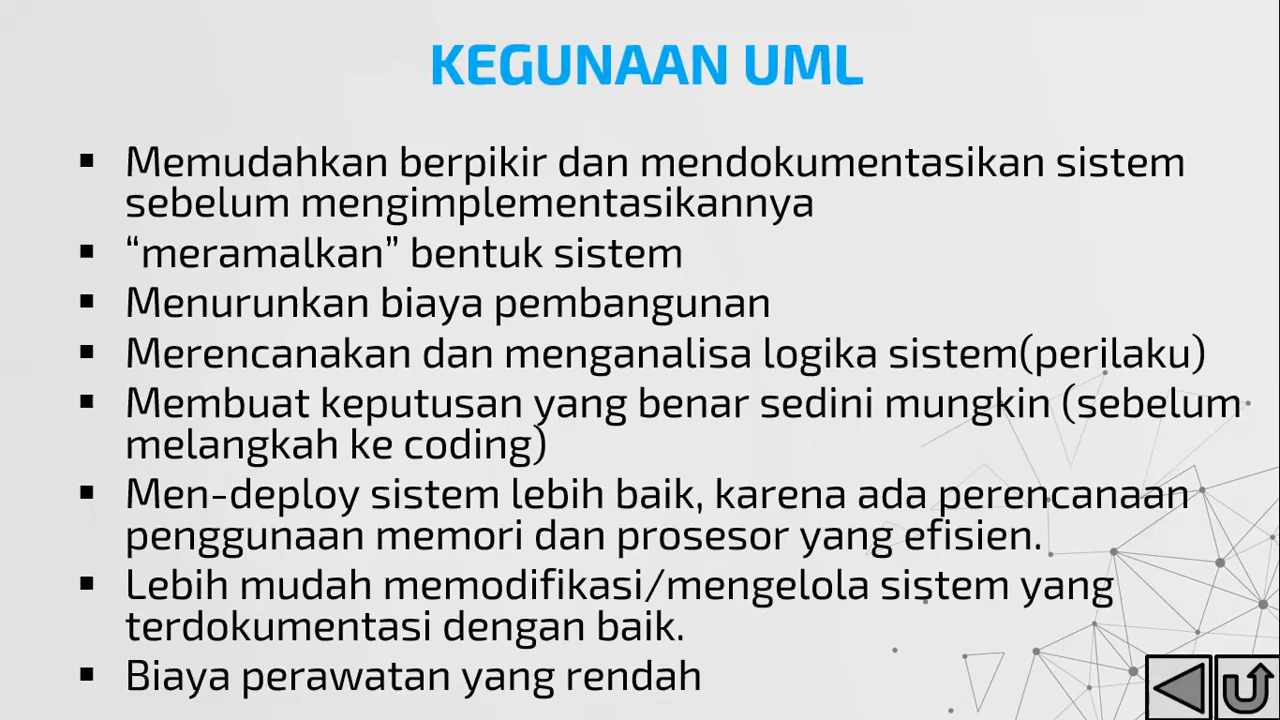 KEGUNAAN UML
▪ Memudahkan berpikir dan mendokumentasikan sistem
sebelum mengimplementasikannya
▪ “meramalkan” bentuk sistem
▪ Menurunkan biaya pembangunan
▪ Merencanakan dan menganalisa logika sistem(perilaku)
▪ Membuat keputusan yang benar sedini mungkin (sebelum
melangkah ke coding)
▪ Men-deploy sistem lebih baik, karena ada perencanaan
penggunaan memori dan prosesor yang efisien.
▪ Lebih mudah memodifikasi/mengelola sistem yang
terdokumentasi dengan baik.
▪ Biaya perawatan yang rendah